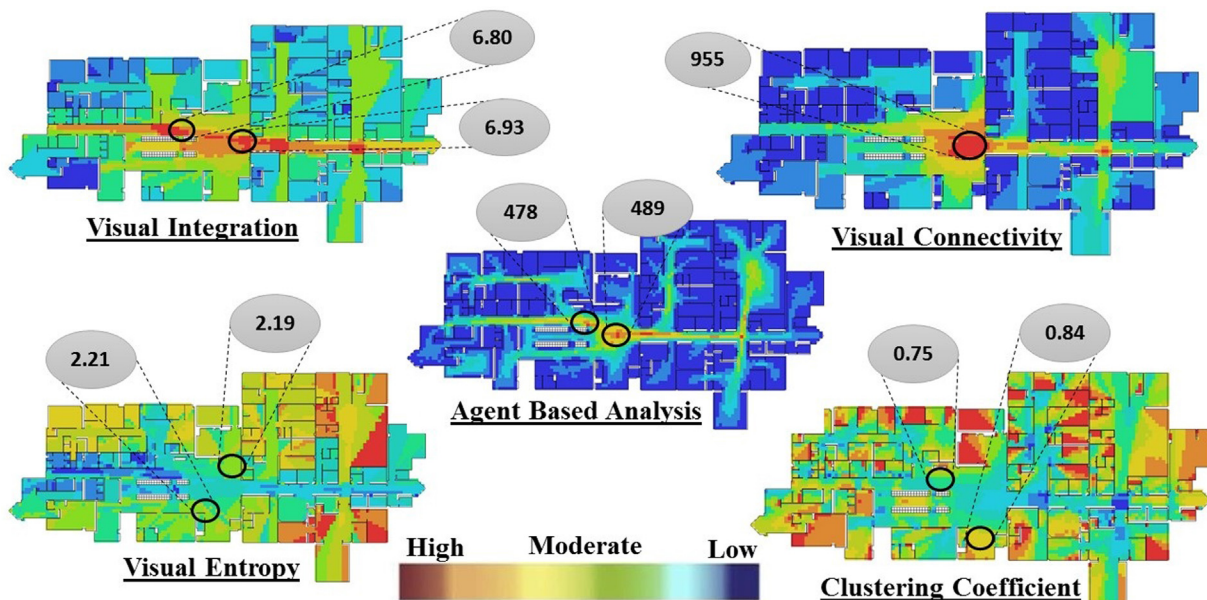 6.80
6.93
Visual Integration
955
Visual Connectivity
478
489
Agent Based Analysis
2.21
2.19
Visual Entropy
0.75
0.84
Clustering Coefficient
High Moderate Low